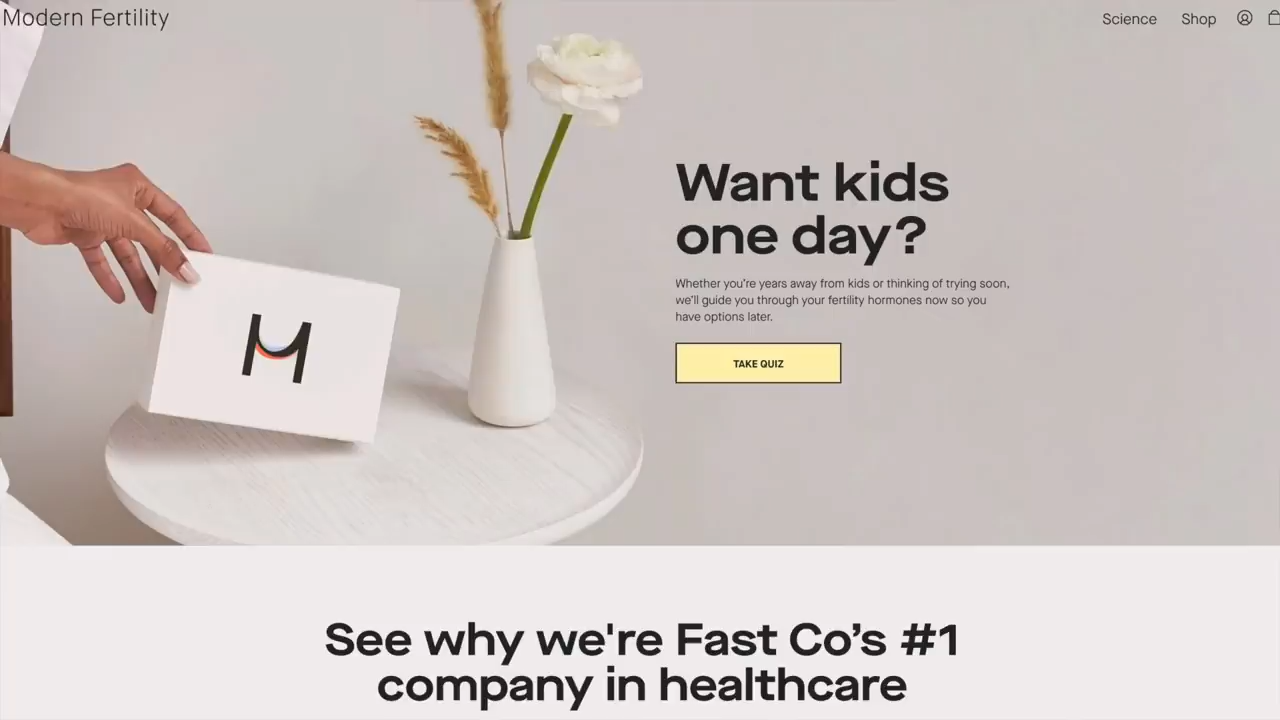 Modern Fertility
Science
Shop
M
Want kids
one day?
Whether you're years away from kids or thinking of trying soon,
we'll guide you through your fertility hormones now so you
have options later.
TAKE QUIZ
See why we're Fast Co’s #1
company in healthcare